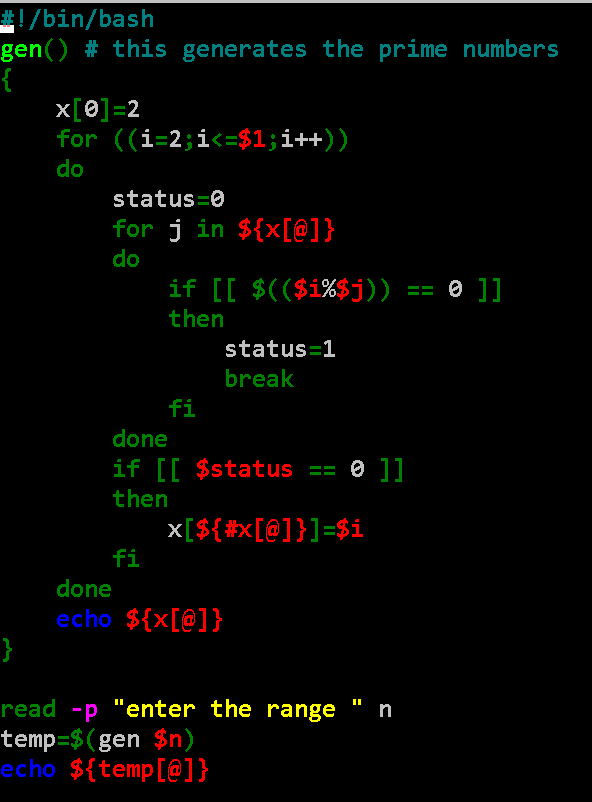 #!/bin/bash
gen() # this generates the prime numbers
{
    x[0]=2
    for ((i=2;i<=$1;i++))
    do
        status=0
        for j in ${x[@]}
        do
            if [[ $(($i%$j)) == 0 ]]
            then
                status=1
                break
            fi
        done
        if [[ $status == 0 ]]
        then
            x[${#x[@]}]=$i
        fi
    done
    echo ${x[@]}
}

read -p "enter the range " n
temp=$(gen $n)
echo ${temp[@]}